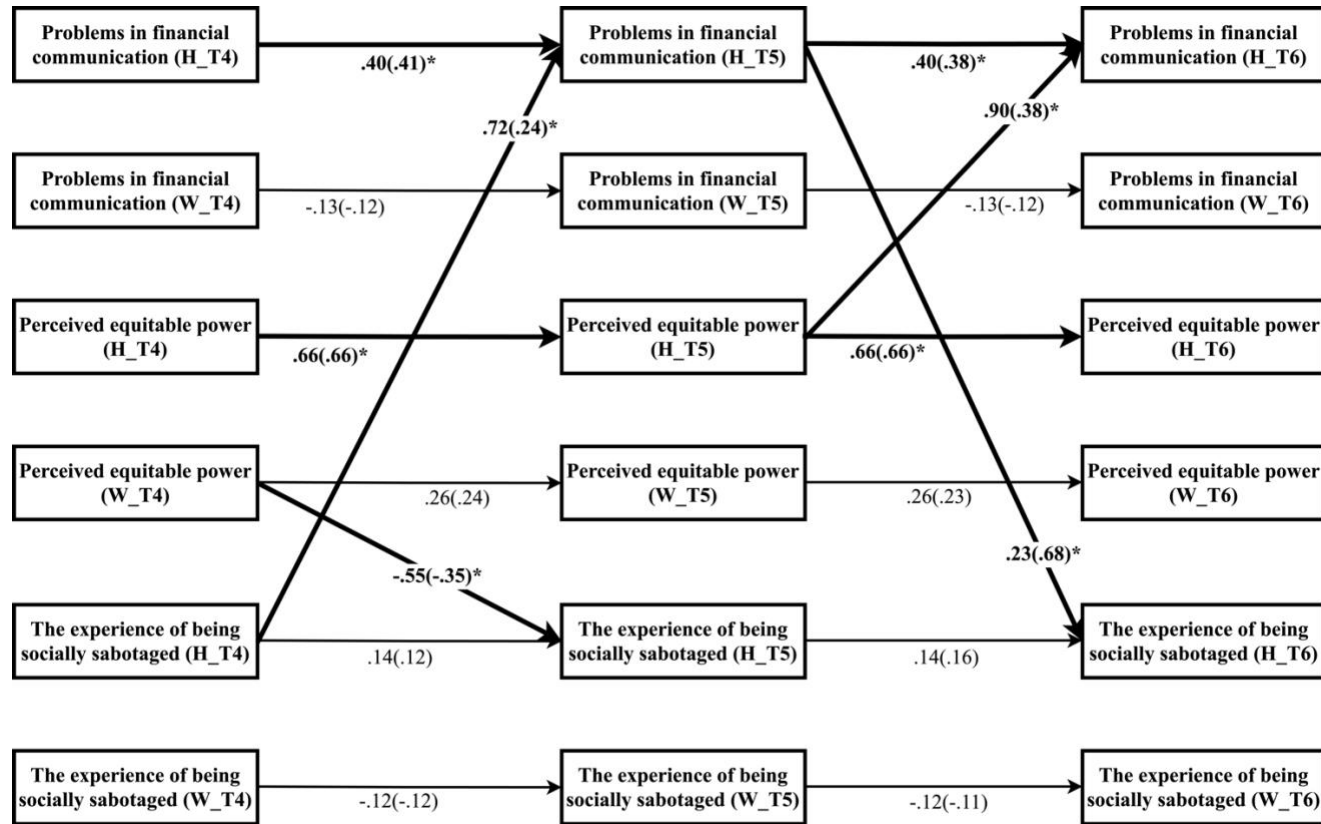 Problems in financial
communication (H_T4)
.40(.41)*
Problems in financial
communication (H_T5)
.40(.38)*
Problems in financial
communication (H_T6)
.72(.24)*
.90(.38)*
Problems in financial
communication (W_T4)
-.13(-.12)
Problems in financial
communication (W_T5)
-.13(-.12)
Problems in financial
communication (W_T6)
Perceived equitable power
(H_T4)
.66(.66)*
Perceived equitable power
(H_T5)
.66(.66)*
Perceived equitable power
(H_T6)
Perceived equitable power
(W_T4)
.26(.24)
Perceived equitable power
(W_T5)
.26(.23)
Perceived equitable power
(W_T6)
-.55(-.35)*
.23(.68)*
The experience of being
socially sabotaged (H_T4)
.14(.12)
The experience of being
socially sabotaged (H_T5)
.14(.16)
The experience of being
socially sabotaged (H_T6)
The experience of being
socially sabotaged (W_T4)
-.12(-.12)
The experience of being
socially sabotaged (W_T5)
-.12(-.11)
The experience of being
socially sabotaged (W_T6)